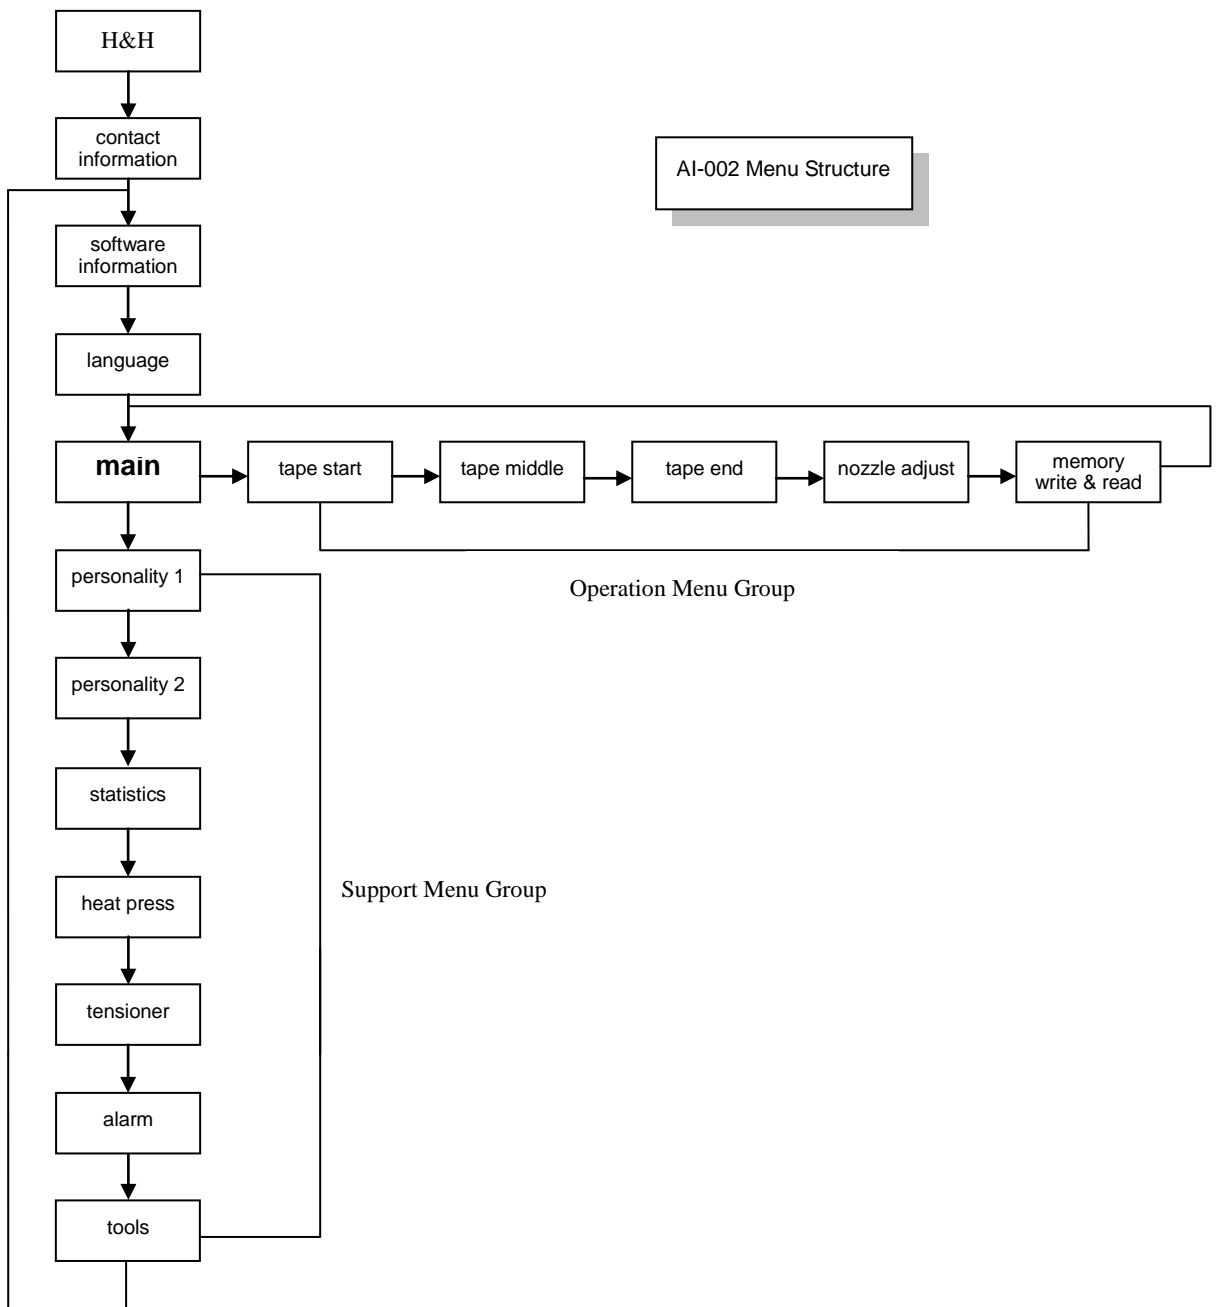 H&H
contact
information
AI-002 Menu Structure
software
information
language
main
tape start
tape middle
tape end
nozzle adjust
memory
write & read
personality 1
Operation Menu Group
personality 2
statistics
heat press
Support Menu Group
tensioner
alarm
tools